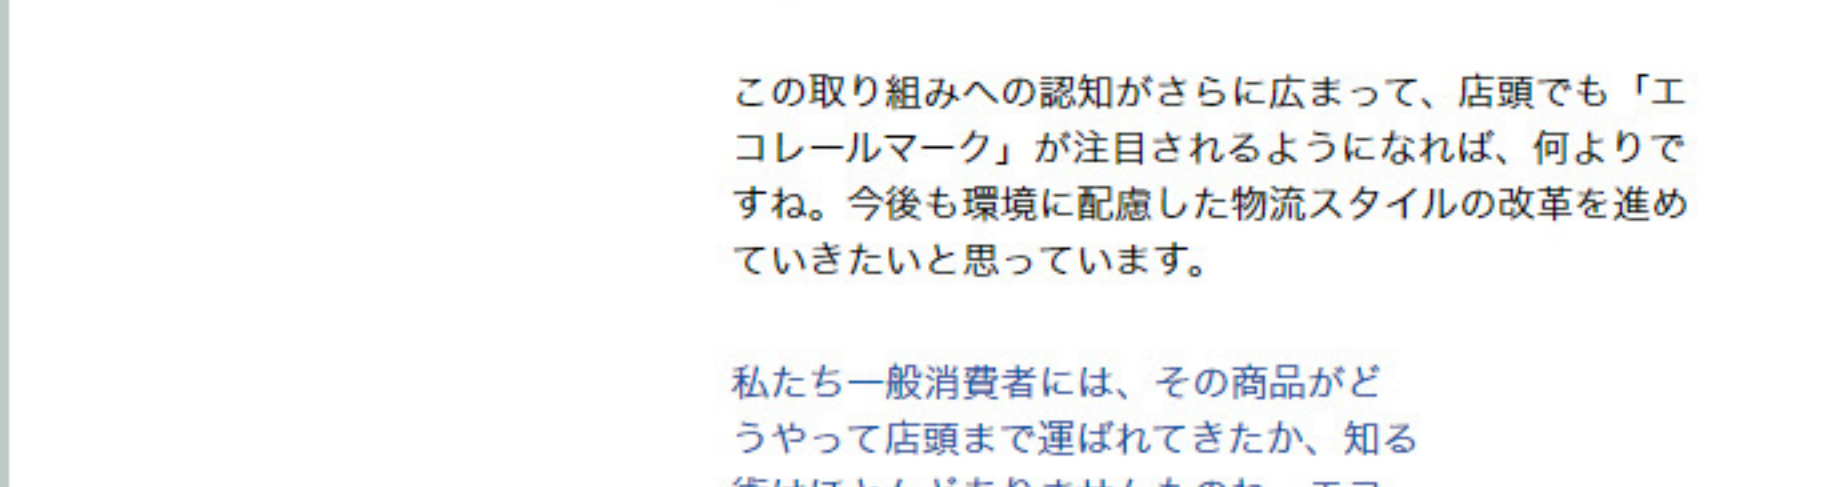 この取り組みへの認知がさらに広まって、店頭でも「エ
コレールマーク」が注目されるようになれば、何よりで
すね。今後も環境に配慮した物流スタイルの改革を進め
ていきたいと思っています。
私たち一般消費者には、その商品がど
うやって店頭まで運ばれてきたか、知る